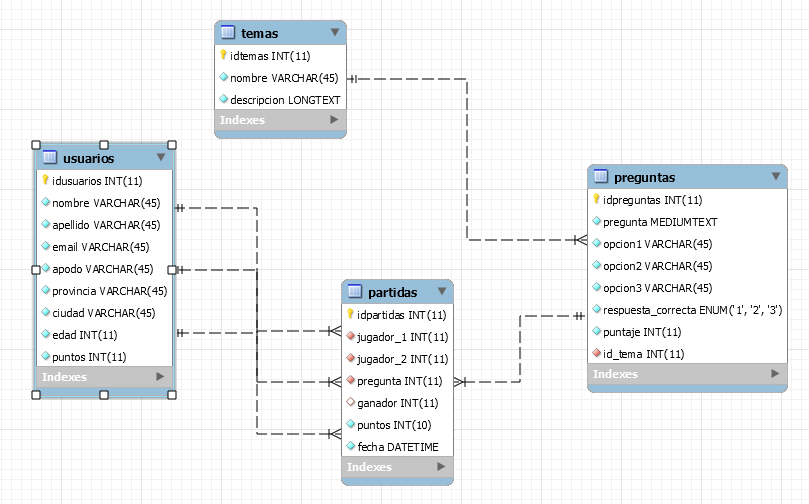 temas
idtemas INT(11)
nombre VARCHAR(45)
descripcion LONGTEXT
Indexes
usuarios
idusuarios INT(11)
nombre VARCHAR(45)
apellido VARCHAR(45)
email VARCHAR(45)
apodo VARCHAR(45)
provincia VARCHAR(45)
ciudad VARCHAR(45)
edad INT(11)
puntos INT(11)
Indexes
preguntas
idpreguntas INT(11)
pregunta MEDIUMTEXT
opcion1 VARCHAR(45)
opcion2 VARCHAR(45)
opcion3 VARCHAR(45)
respuesta_correcta ENUM('1', '2', '3')
puntaje INT(11)
id_tema INT(11)
Indexes
partidas
idpartidas INT(11)
jugador_1 INT(11)
jugador_2 INT(11)
pregunta INT(11)
ganador INT(11)
puntos INT(10)
fecha DATETIME
Indexes